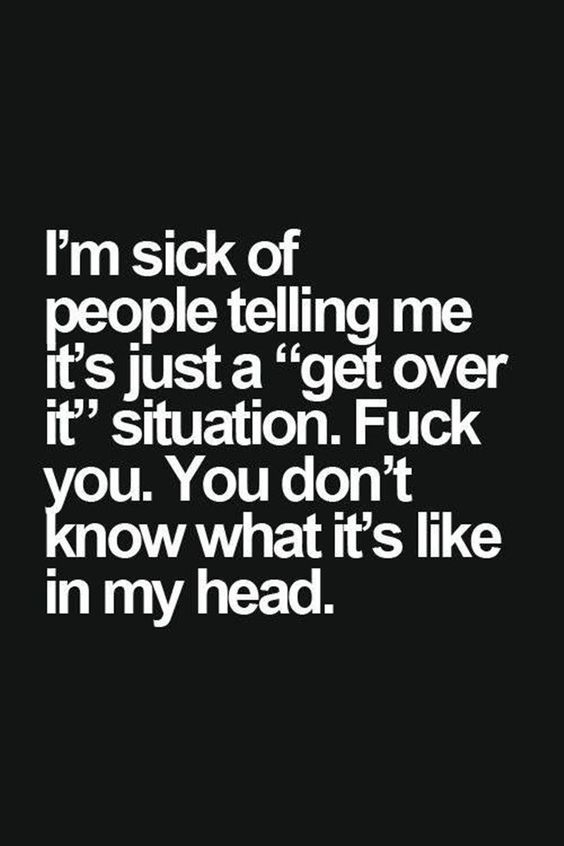 I’m sick of
people telling me
it’s just a “get over
it” situation. Fuck
you. You don’t
know what it’s like
in my head.